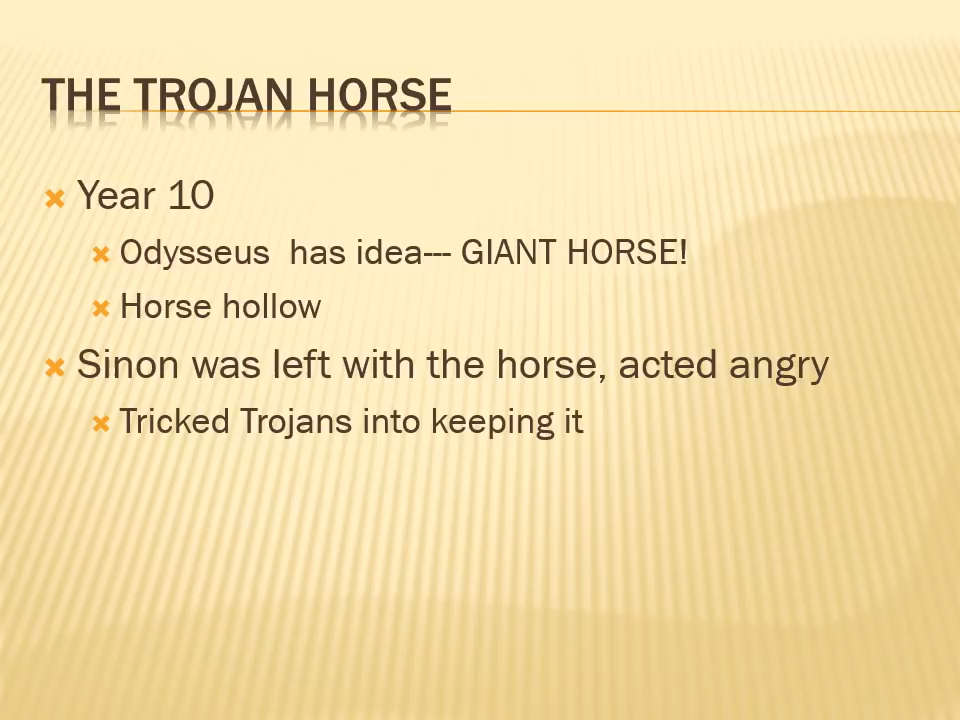 THE TROJAN HORSE
Year 10
Odysseus  has idea--- GIANT HORSE!
Horse hollow
Sinon was left with the horse, acted angry
Tricked Trojans into keeping it